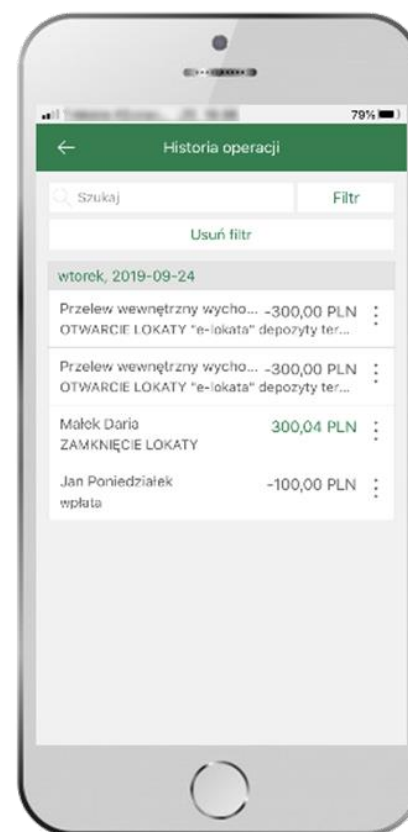 79%
Historia operacji
Szukaj
Filtr
Usuń filtr
wtorek, 2019-09-24
Przelew wewnętrzny wycho... -300,00 PLN
OTWARCIE LOKATY "e-lokata" depozyty ter...
Przelew wewnętrzny wycho... -300,00 PLN
OTWARCIE LOKATY "e-lokata" depozyty ter...
Małek Daria 300,04 PLN
ZAMKNIĘCIE LOKATY
Jan Poniedziałek -100,00 PLN
wpłata